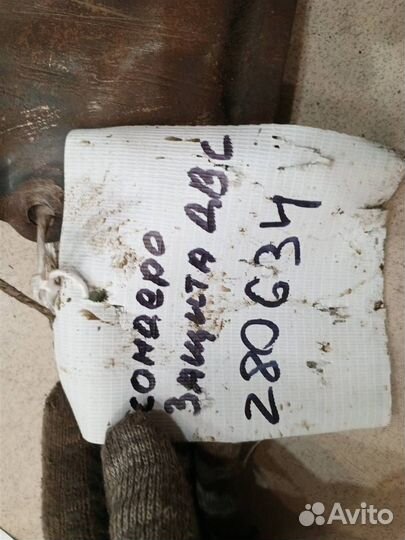 сондеро
защита ДВС
280634
Avito